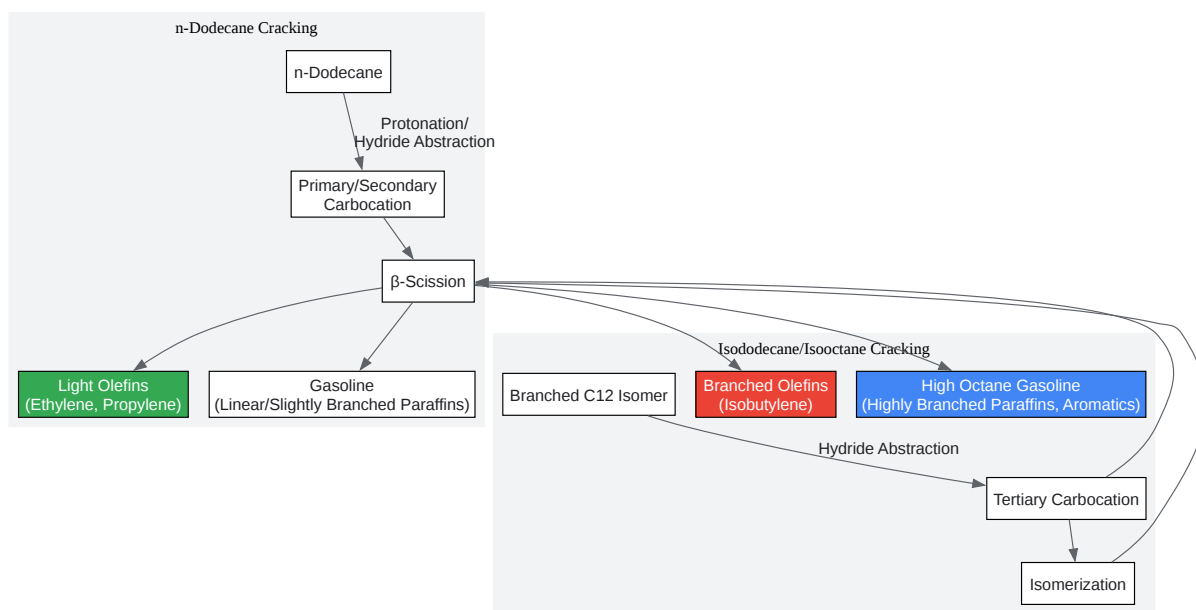 n-Dodecane Cracking
n-Dodecane
Protonation/
Hydride Abstraction
Primary/Secondary
Carbocation
β-Scission
Light Olefins
(Ethylene, Propylene)
Gasoline
(Linear/Slightly Branched Paraffins)
Isododecane/Isooctane Cracking
Branched C12 Isomer
Branched Olefins
(Isobutylene)
High Octane Gasoline
(Highly Branched Paraffins, Aromatics)
Hydride Abstraction
Tertiary Carbocation
Isomerization